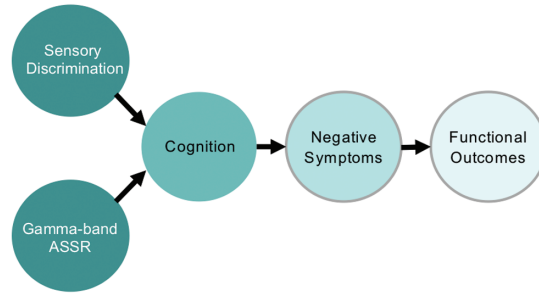 Sensory
Discrimination
Cognition
Negative
Symptoms
Functional
Outcomes
Gamma-band
ASSR